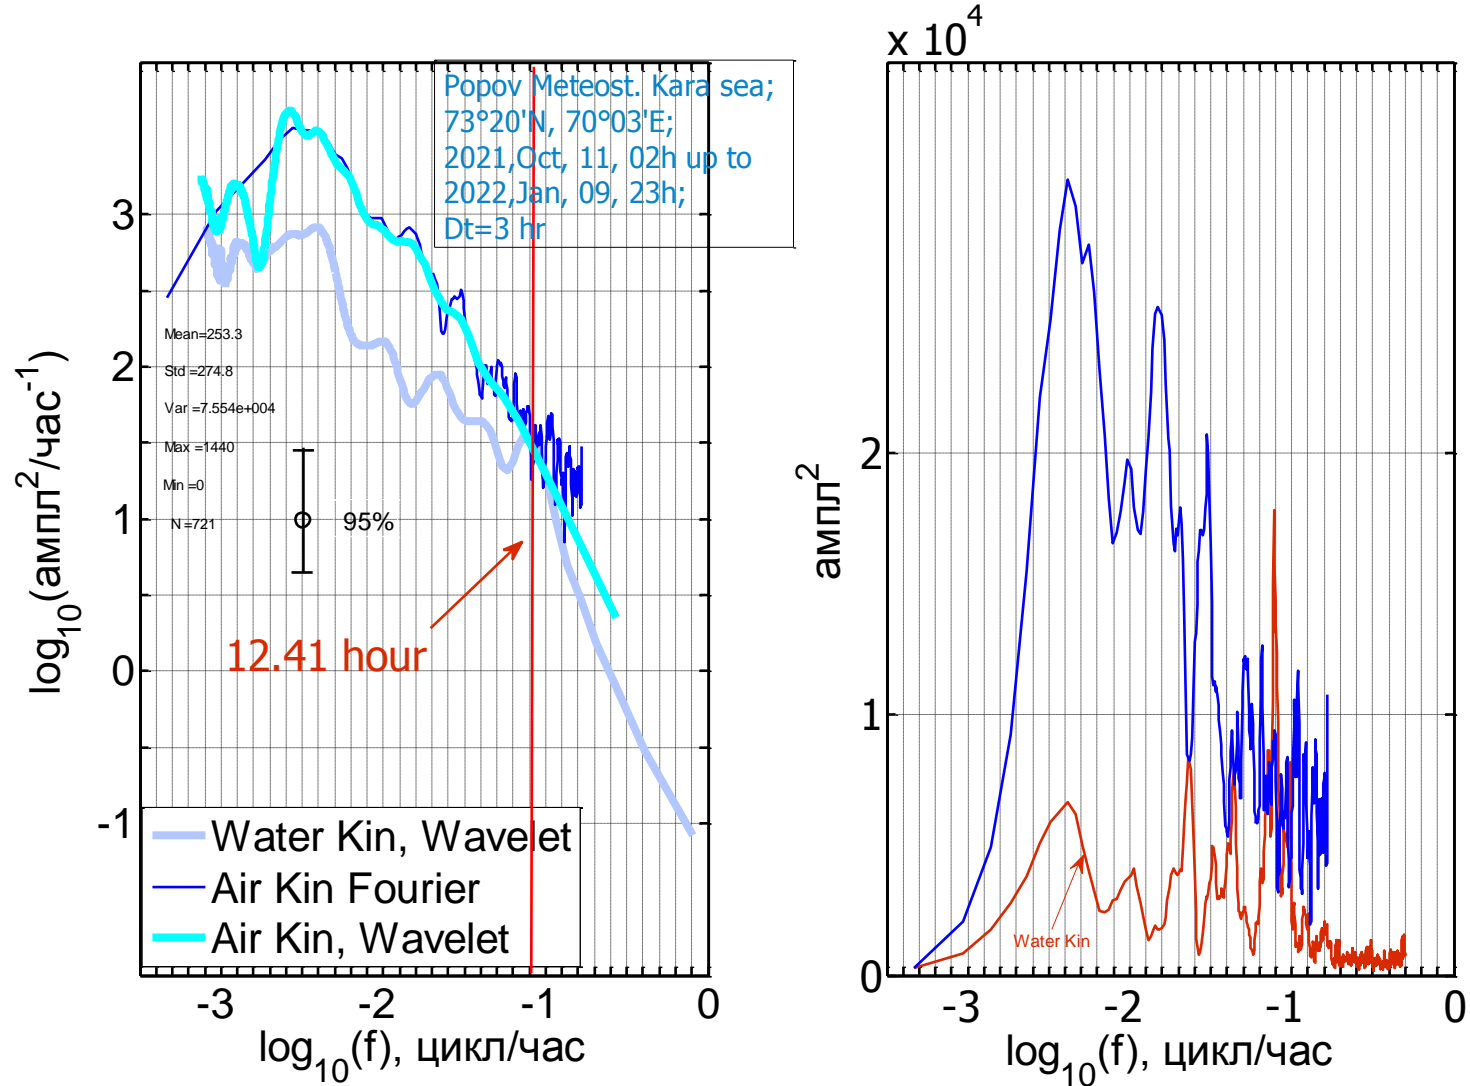 Popov Meteost. Kara sea;
73°20'N, 70°03'E;
2021,Oct, 11, 02h up to
2022,Jan, 09, 23h;
Dt=3 hr
3
2
1
0
-1
Mean=253.3
Std =274.8
Var =7.554e+004
Max =1440
Min =0
N =721
95%
12.41 hour
Water Kin, Wavelet
Air Kin Fourier
Air Kin, Wavelet
-3 -2 -1 0
log10(f), цикл/час
log10(ампл²/час⁻¹)
x 10⁴
2
1
0
ампл²
Water Kin
-3 -2 -1 0
log10(f), цикл/час